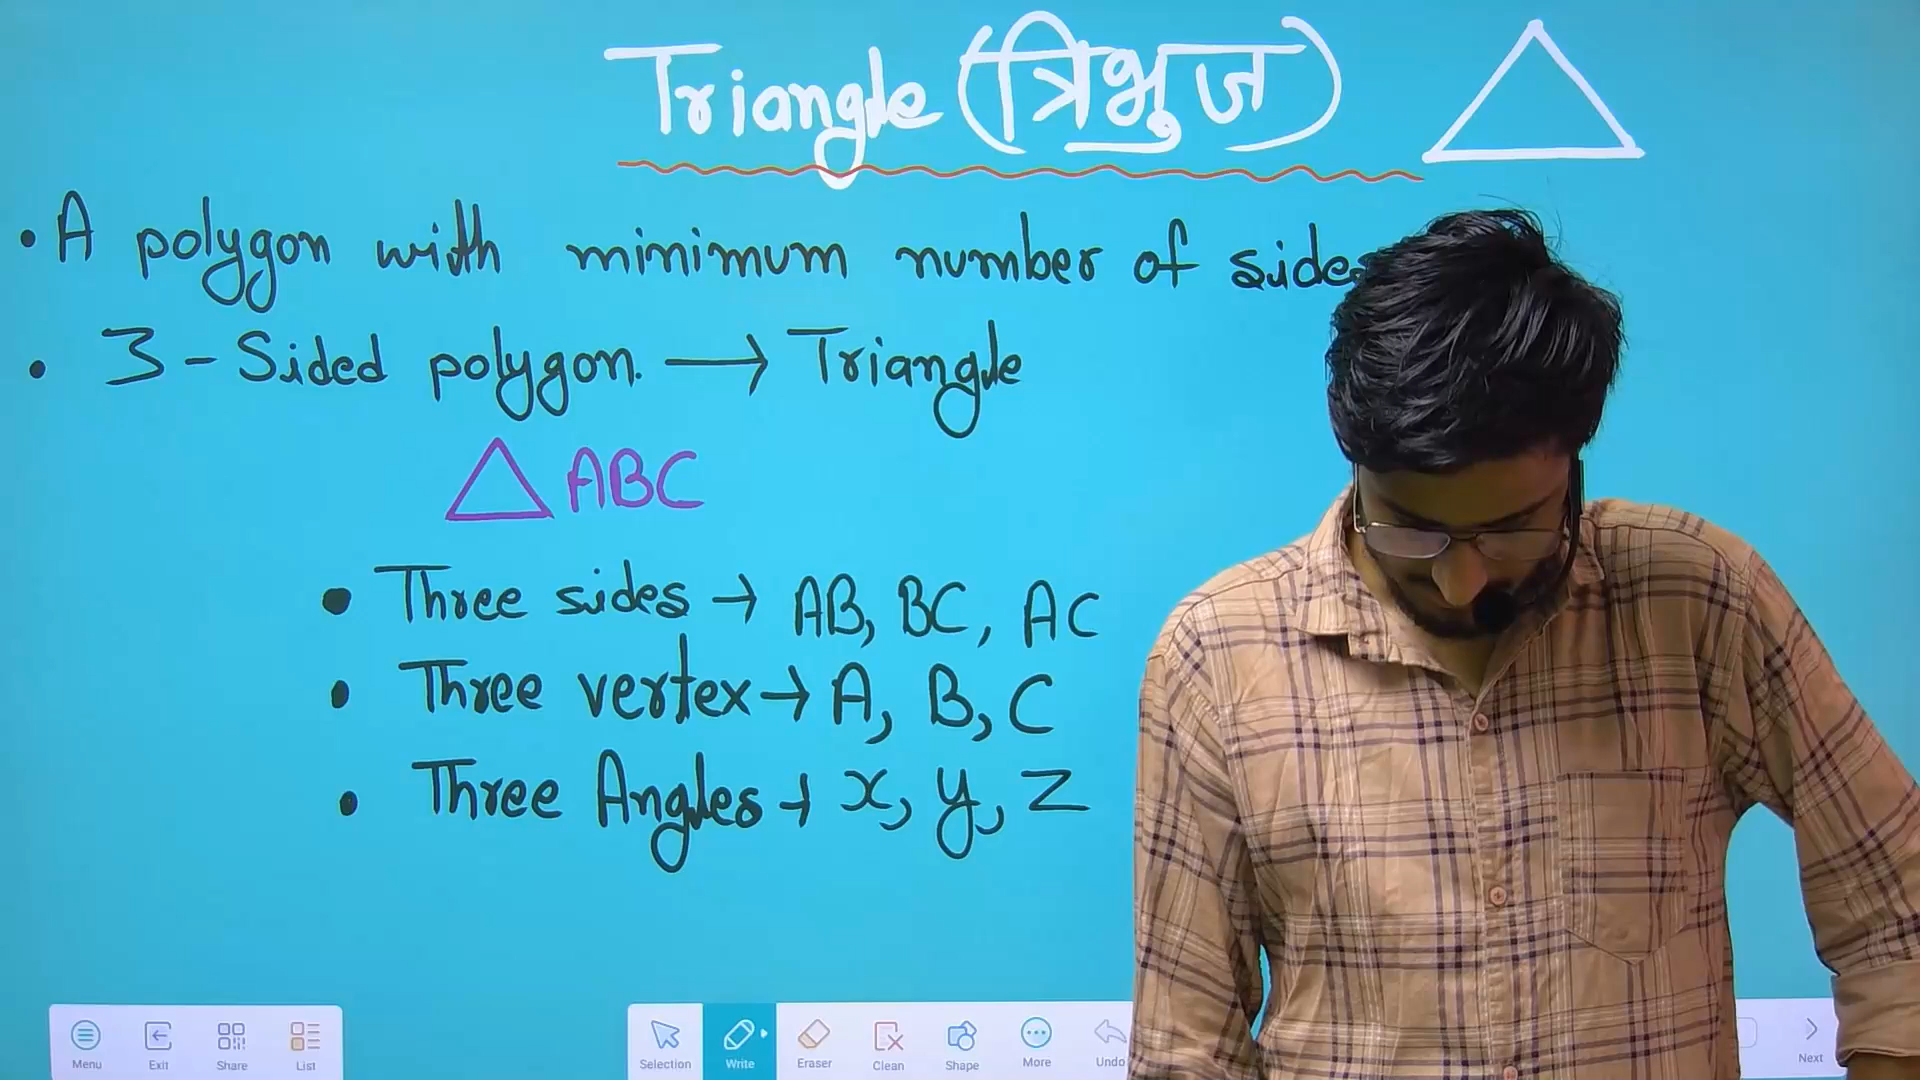 Triangle (त्रिभुज)
• A polygon with minimum number of sides
• 3-Sided polygon. → Triangle
△ ABC
• Three sides → AB, BC, AC
• Three vertex → A, B, C
• Three Angles → x, y, z
Menu Exit Share List Selection Write Eraser Clean Shape More Undo Next